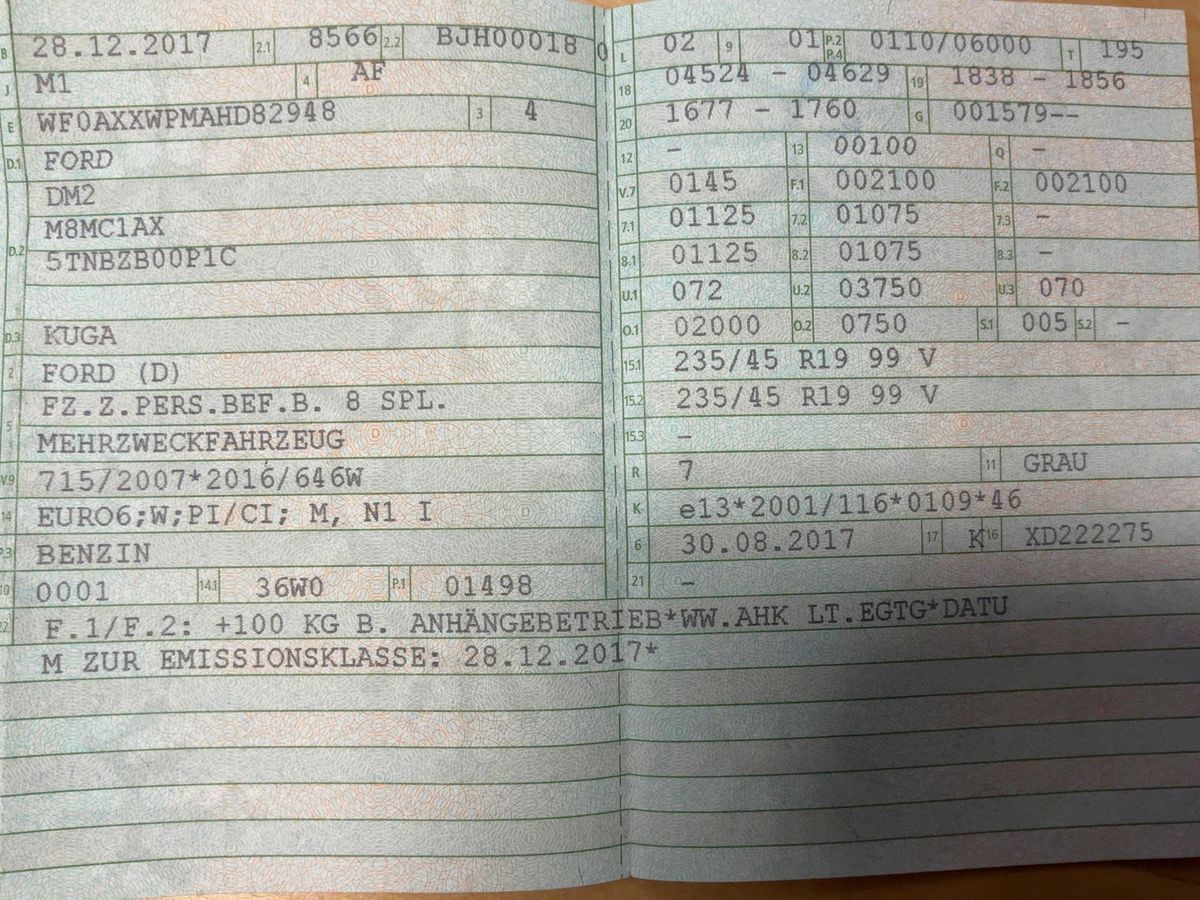 B 28.12.2017 2.1 8566 2.2 BJH00018 0
J M1 4 AF
E WF0AXXWPMAHD82948 3 4
D.1 FORD
DM2
M8MC1AX
D.2 5TNBZB00P1C
D.3 KUGA
2 FORD (D)
FZ.Z.PERS.BEF.B. 8 SPL.
5 MEHRZWECKFAHRZEUG
V.9 715/2007*2016/646W
14 EURO6;W;PI/CI; M, N1 I
P.3 BENZIN
10 0001 14.1 36W0 P.1 01498
L 02 9 01 P.2 P.4 0110/06000 T 195
18 04524 - 04629 19 1838 - 1856
20 1677 - 1760 G 001579--
12 - 13 00100 Q -
V.7 0145 F.1 002100 F.2 002100
7.1 01125 7.2 01075 7.3 -
8.1 01125 8.2 01075 8.3 -
U.1 072 U.2 03750 U.3 070
O.1 02000 O.2 0750 S.1 005 S.2 -
15.1 235/45 R19 99 V
15.2 235/45 R19 99 V
15.3 -
R 7 11 GRAU
K e13*2001/116*0109*46
6 30.08.2017 17 K 16 XD222275
21 -
22 F.1/F.2: +100 KG B. ANHÄNGEBETRIEB*WW.AHK LT.EGTG*DATU
M ZUR EMISSIONSKLASSE: 28.12.2017*